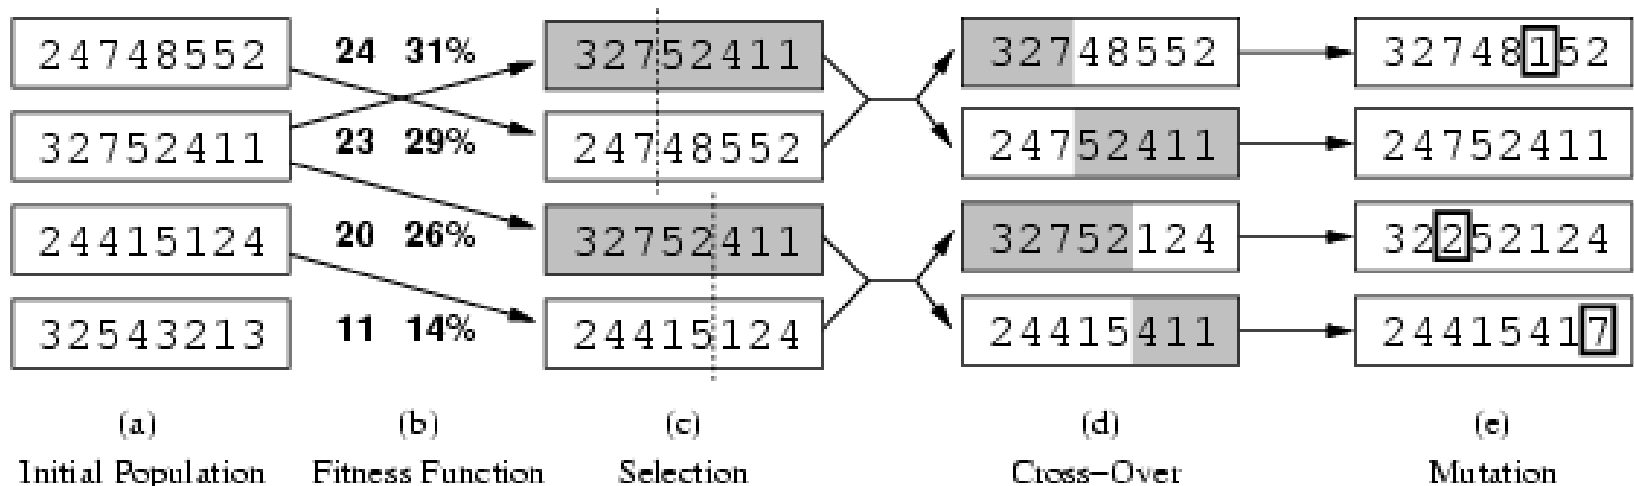 24748552 24 31% 32752411 32748552 32748152
32752411 23 29% 24748552 24752411 24752411
24415124 20 26% 32752411 32752124 32252124
32543213 11 14% 24415124 24415411 24415417
(a) (b) (c) (d) (e)
Initial Population Fitness Function Selection Cross–Over Mutation